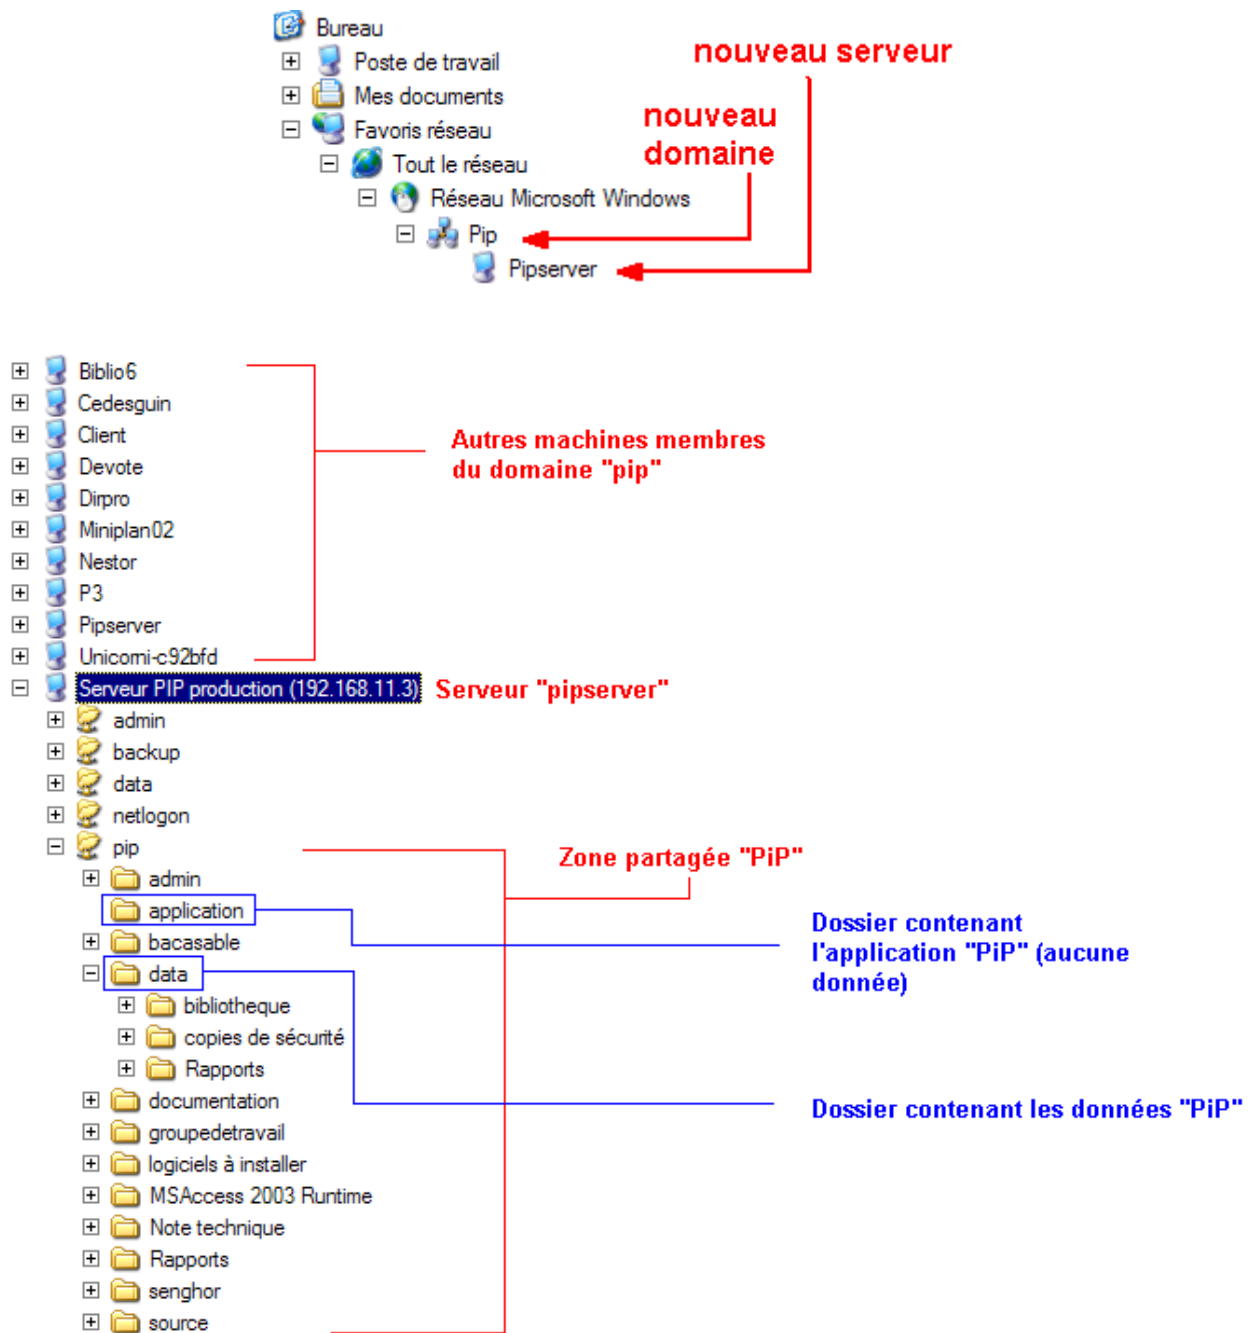 Bureau
nouveau serveur
Poste de travail
Mes documents
nouveau
domaine
Favoris réseau
Tout le réseau
Réseau Microsoft Windows
Pip
Pipserver
Biblio6
Cedesguin
Client
Autres machines membres
du domaine "pip"
Devote
Dirpro
Miniplan02
Nestor
P3
Pipserver
Unicorni-c92bfd
Serveur PIP production (192.168.11.3) Serveur "pipserver"
admin
backup
data
netlogon
pip
Zone partagée "PiP"
admin
application
Dossier contenant
l'application "PiP" (aucune
donnée)
bacasable
data
bibliotheque
copies de sécurité
Rapports
documentation
Dossier contenant les données "PiP"
groupedetravail
logiciels à installer
MSAccess 2003 Runtime
Note technique
Rapports
senghor
source